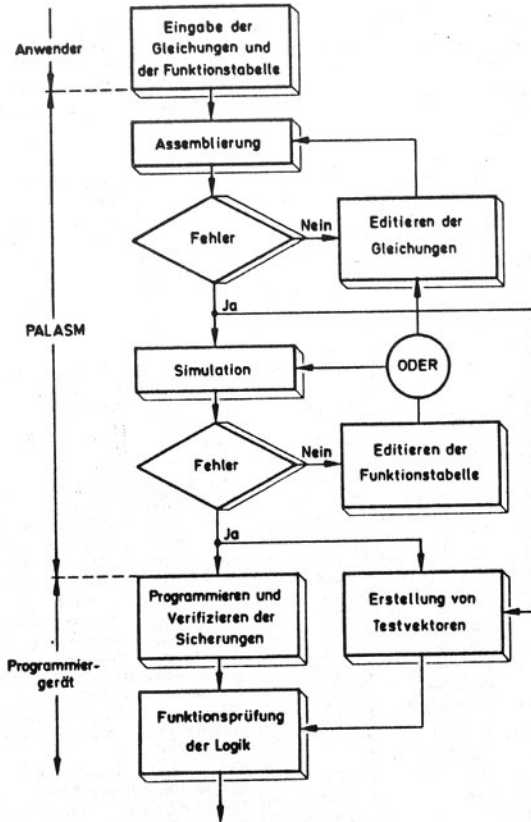 Anwender
Eingabe der
Gleichungen und
der Funktionstabelle
Assemblierung
Fehler
Nein
Editieren der
Gleichungen
Ja
PALASM
Simulation
ODER
Fehler
Nein
Editieren der
Funktionstabelle
Ja
Programmieren und
Verifizieren der
Sicherungen
Erstellung von
Testvektoren
Programmier-
gerät
Funktionsprüfung
der Logik